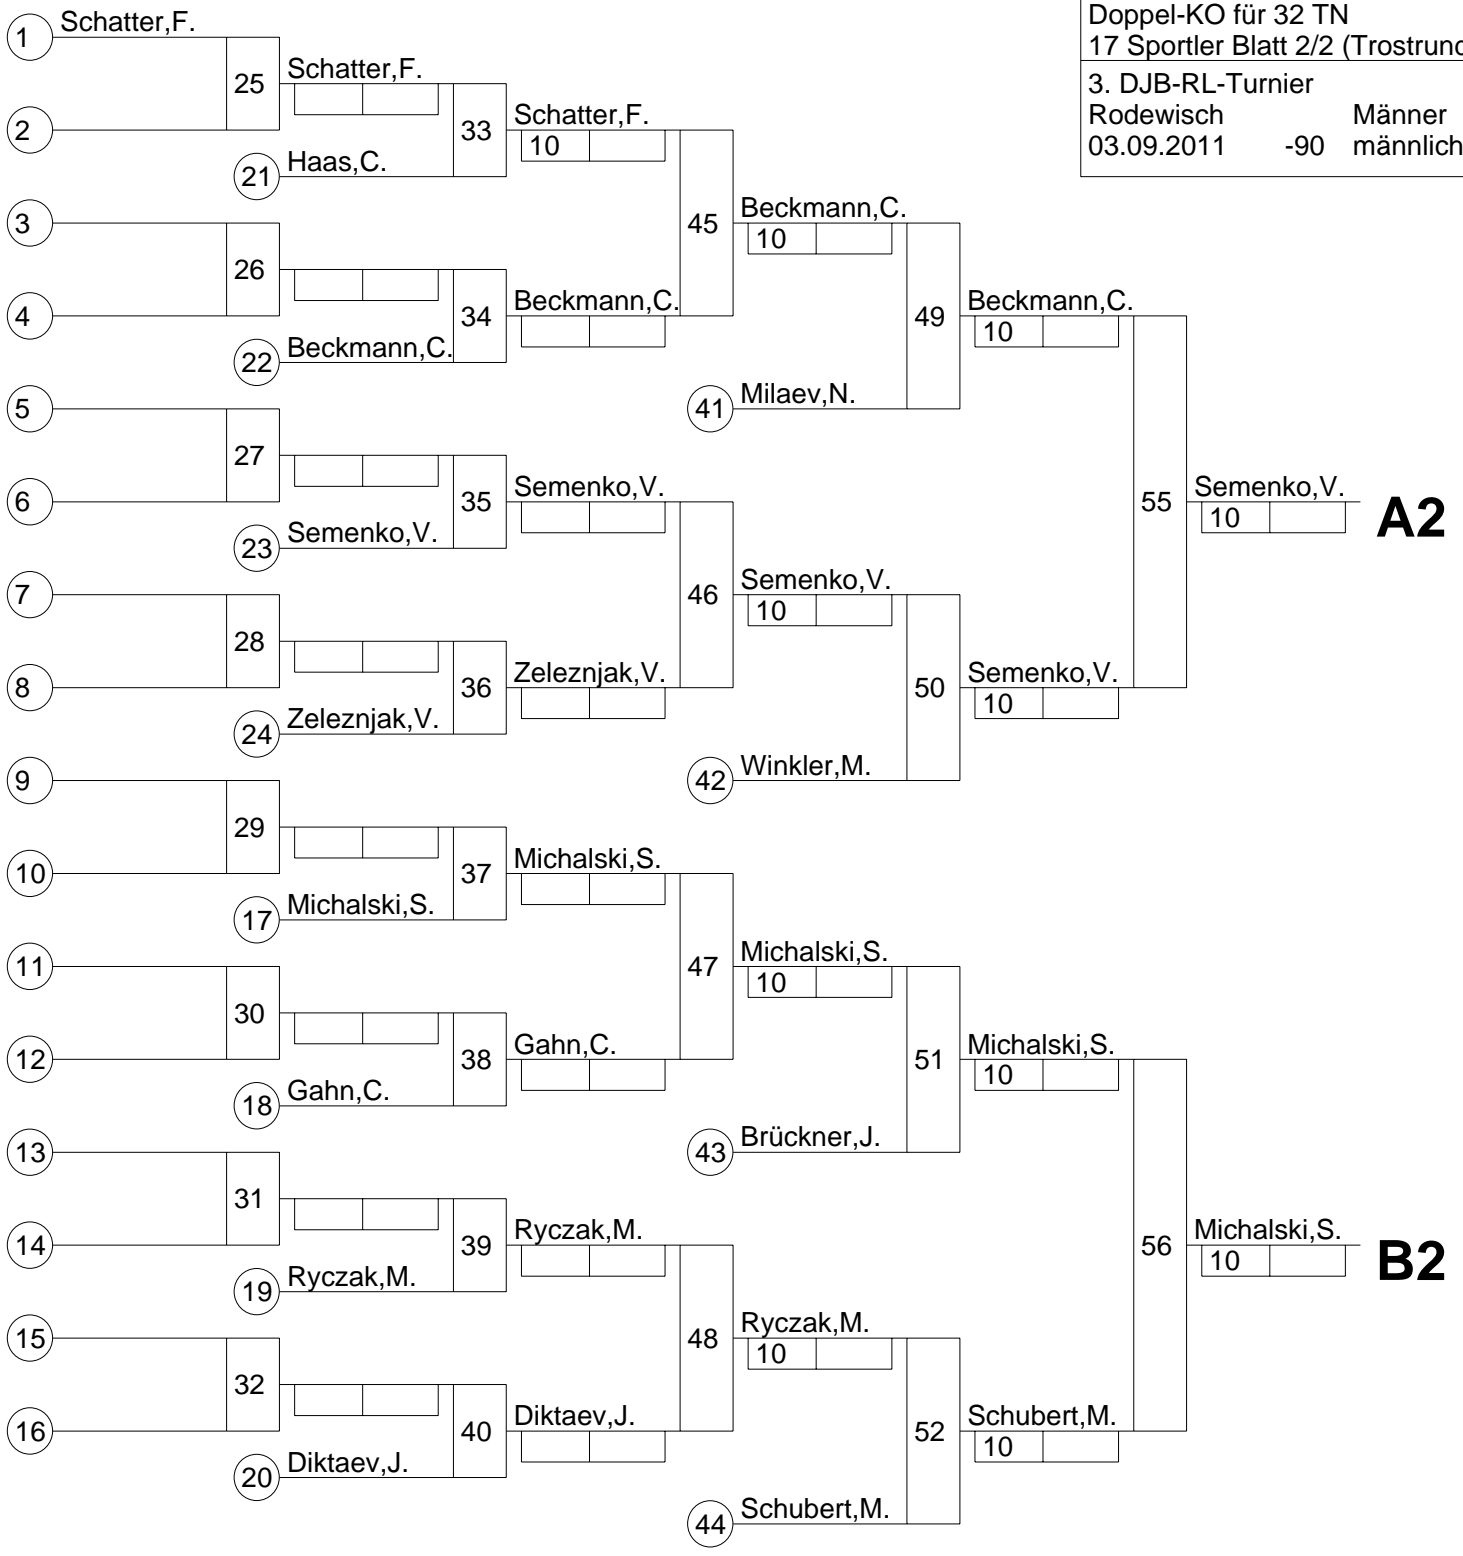 Doppel-KO für 32 TN
17 Sportler Blatt 2/2 (Trostrund
3. DJB-RL-Turnier
Rodewisch Männer
03.09.2011 -90 männlich
1 Schatter,F.
25 Schatter,F.
2
33 Schatter,F.
10
21 Haas,C.
3
45 Beckmann,C.
10
26
4
34 Beckmann,C.
49 Beckmann,C.
10
22 Beckmann,C.
5
41 Milaev,N.
27
6
35 Semenko,V.
55 Semenko,V.
10
A2
23 Semenko,V.
7
46 Semenko,V.
10
28
8
36 Zeleznjak,V.
50 Semenko,V.
10
24 Zeleznjak,V.
9
42 Winkler,M.
29
10
37 Michalski,S.
17 Michalski,S.
11
47 Michalski,S.
10
30
12
38 Gahn,C.
51 Michalski,S.
10
18 Gahn,C.
13
43 Brückner,J.
31
14
39 Ryczak,M.
56 Michalski,S.
10
B2
19 Ryczak,M.
15
48 Ryczak,M.
10
32
16
40 Diktaev,J.
52 Schubert,M.
10
20 Diktaev,J.
44 Schubert,M.